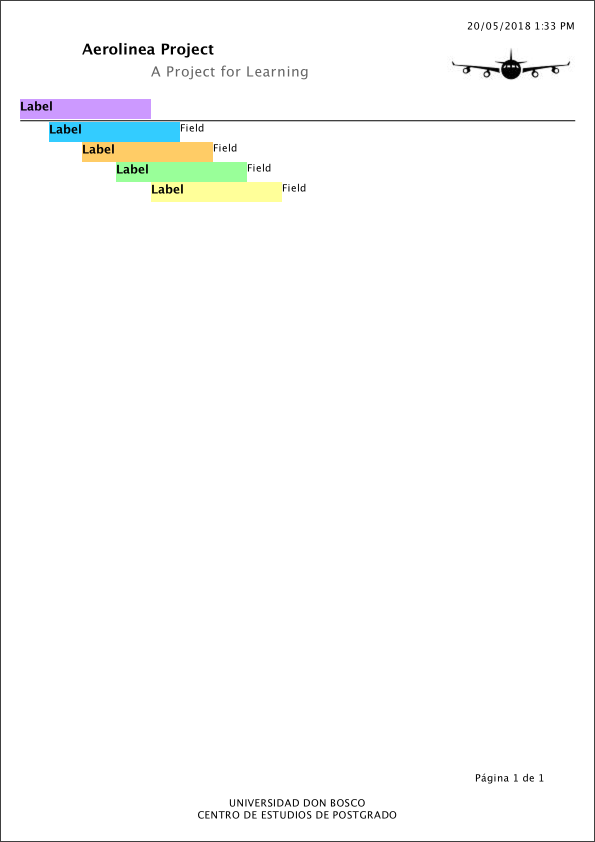 20/05/2018 1:33 PM
Aerolinea Project
A Project for Learning
Label
Label Field
Label Field
Label Field
Label Field
Página 1 de 1
UNIVERSIDAD DON BOSCO
CENTRO DE ESTUDIOS DE POSTGRADO